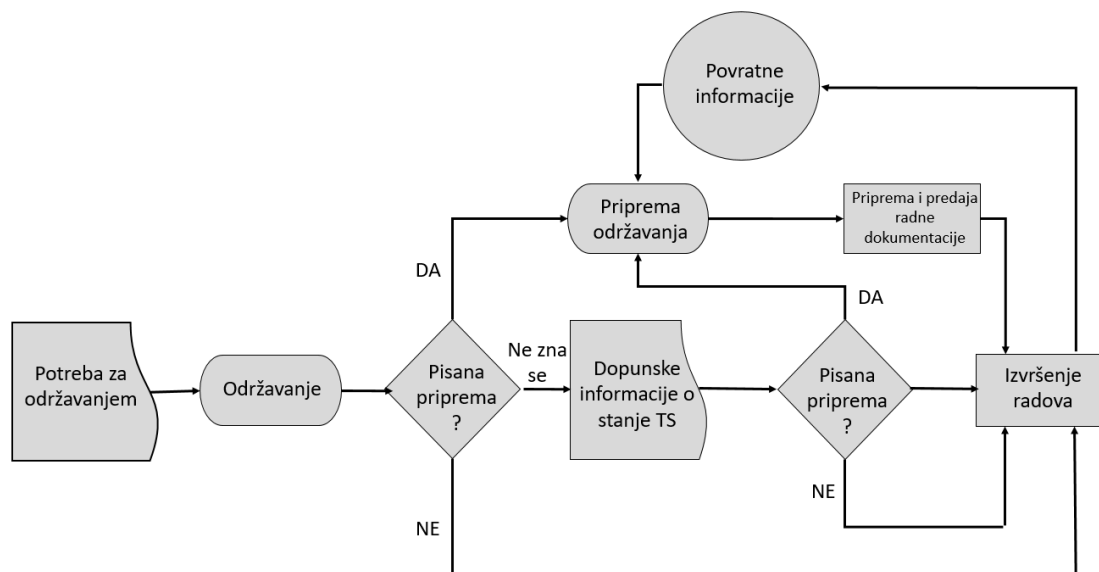 Povratne
informacije
Priprema
održavanja
Priprema i predaja
radne
dokumentacije
DA
DA
Potreba za
održavanjem
Održavanje
Pisana
priprema
?
Ne zna
se
Dopunske
informacije o
stanje TS
Pisana
priprema
?
Izvršenje
radova
NE
NE